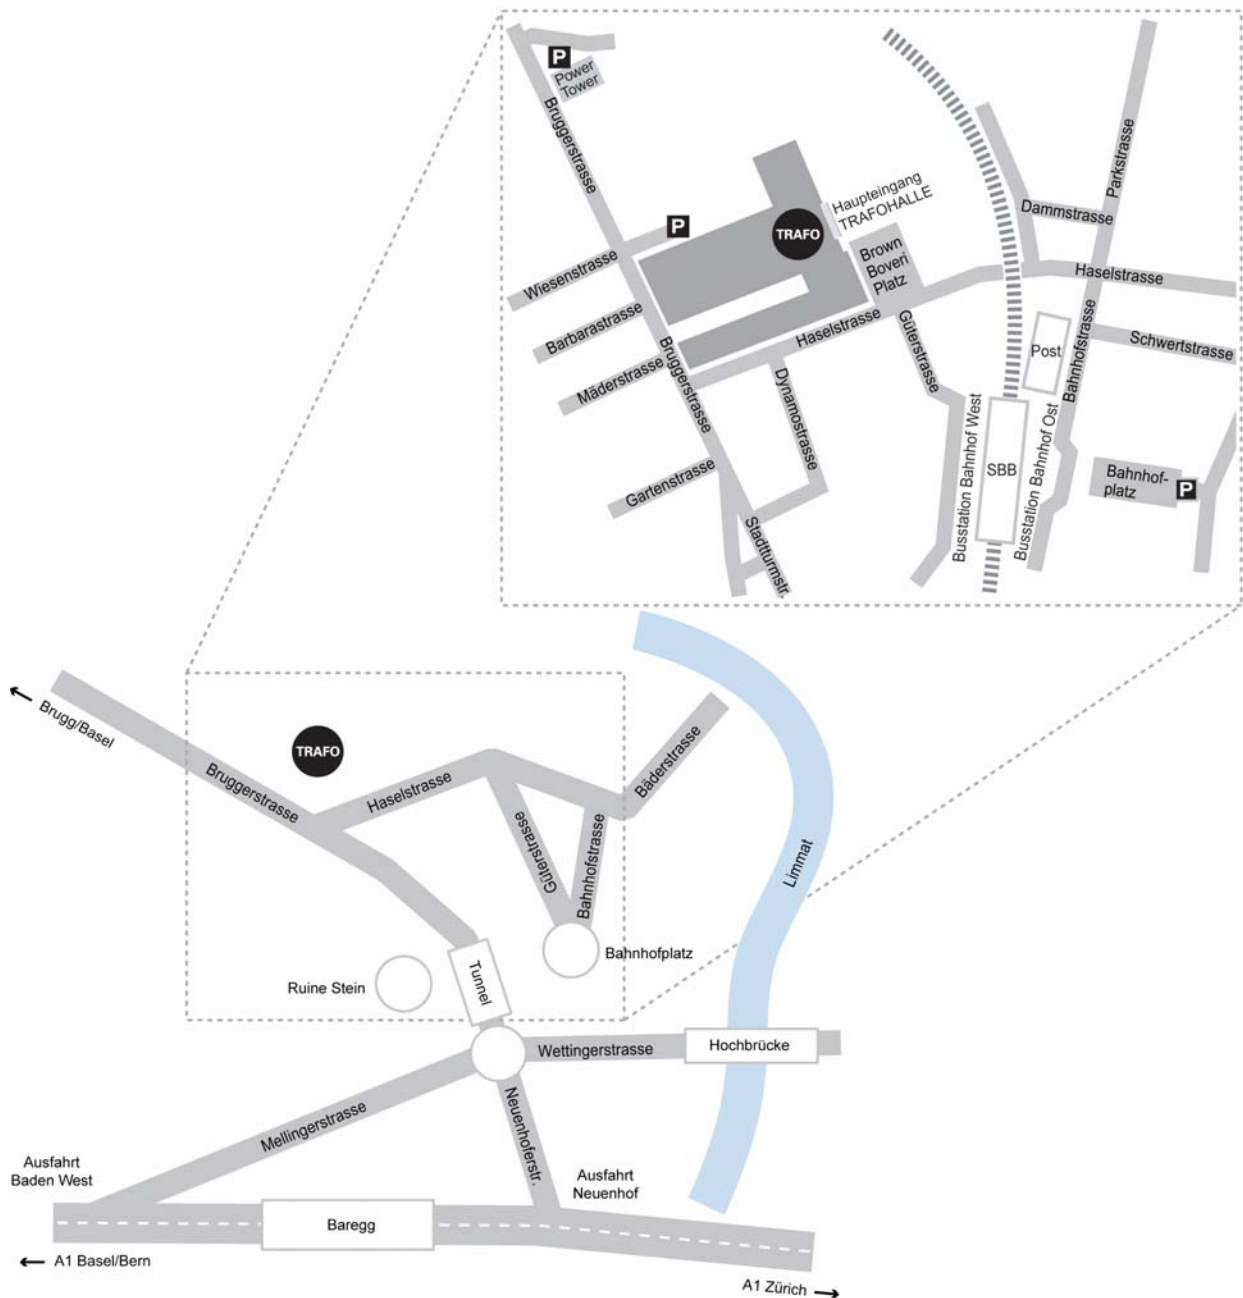 P
Power
Tower
Bruggerstrasse
Parkstrasse
Haupteingang
TRAFOHALLE
Dammstrasse
P
TRAFO
Brown
Boveri
Platz
Wiesenstrasse
Haselstrasse
Barbarastrasse
Haselstrasse
Güterstrasse
Bahnhofstrasse
Schwertstrasse
Post
Mäderstrasse
Bruggerstrasse
Dynamostrasse
Busstation Bahnhof West
SBB
Busstation Bahnhof Ost
Bahnhof-
platz
P
Gartenstrasse
Stadtturmstr.
Brugg/Basel
TRAFO
Bruggerstrasse
Haselstrasse
Bäderstrasse
Güterstrasse
Bahnhofstrasse
Limmat
Bahnhofplatz
Ruine Stein
Tunnel
Wettingerstrasse
Hochbrücke
Mellingerstrasse
Neuenhoferstr.
Ausfahrt
Baden West
Ausfahrt
Neuenhof
Baregg
A1 Basel/Bern
A1 Zürich